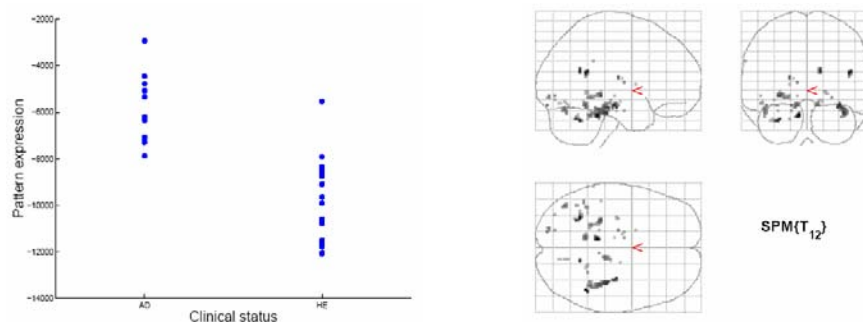 Pattern expression
−2000
−4000
−6000
−8000
−10000
−12000
−14000
AD
HE
Clinical status
SPM{T12}